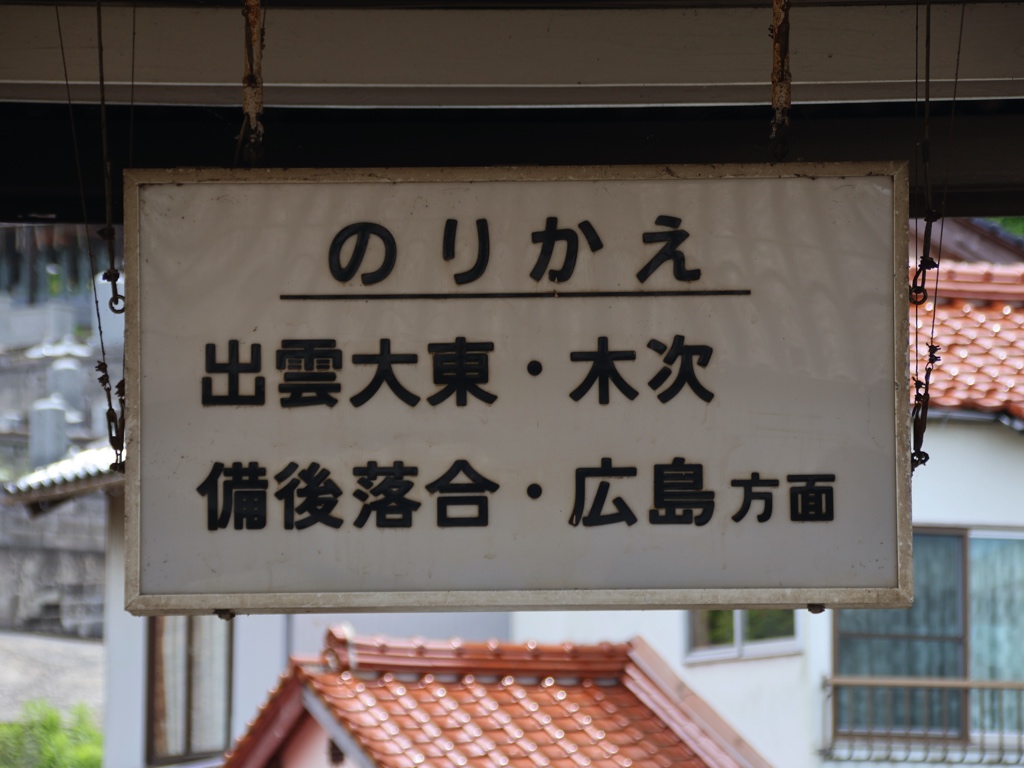 のりかえ
出雲大東・木次
備後落合・広島方面